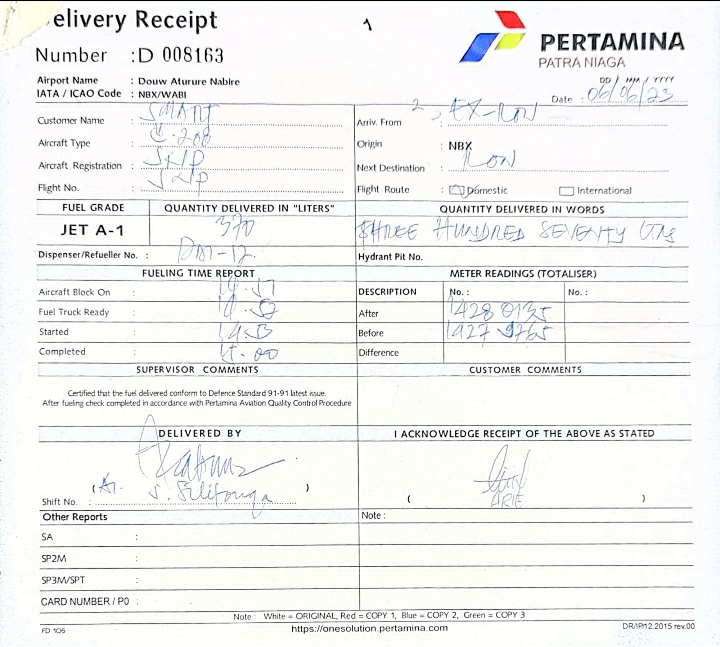 elivery Receipt
Number : D 008163
PERTAMINA
PATRA NIAGA
Airport Name : Douw Aturure Nabire
IATA / ICAO Code : NBX/WABI
DD / MM / YYYY
Date : 06/06/23
Customer Name : SMART
Arriv. From : EX-
Aircraft Type : C.208
Origin : NBX
Aircraft Registration :
Next Destination :
Flight No. :
Flight Route : Domestic International
FUEL GRADE QUANTITY DELIVERED IN "LITERS" QUANTITY DELIVERED IN WORDS
JET A-1 370 THREE HUNDRED SEVENTY
Dispenser/Refueller No. :
Hydrant Pit No.
FUELING TIME REPORT METER READINGS (TOTALISER)
Aircraft Block On :
DESCRIPTION No. : No. :
Fuel Truck Ready :
After 1428 0135
Started :
Before 1427 9765
Completed :
Difference
SUPERVISOR COMMENTS CUSTOMER COMMENTS
Certified that the fuel delivered conform to Defence Standard 91-91 latest issue.
After fueling check completed in accordance with Pertamina Aviation Quality Control Procedure
DELIVERED BY I ACKNOWLEDGE RECEIPT OF THE ABOVE AS STATED
Shift No. : ( )
( ARIE )
Other Reports Note :
SA :
SP2M :
SP3M/SPT :
CARD NUMBER / P0 :
Note : White = ORIGINAL, Red = COPY 1, Blue = COPY 2, Green = COPY 3
FD 105 https://onesolution.pertamina.com DR/IP/12.2015 rev.00